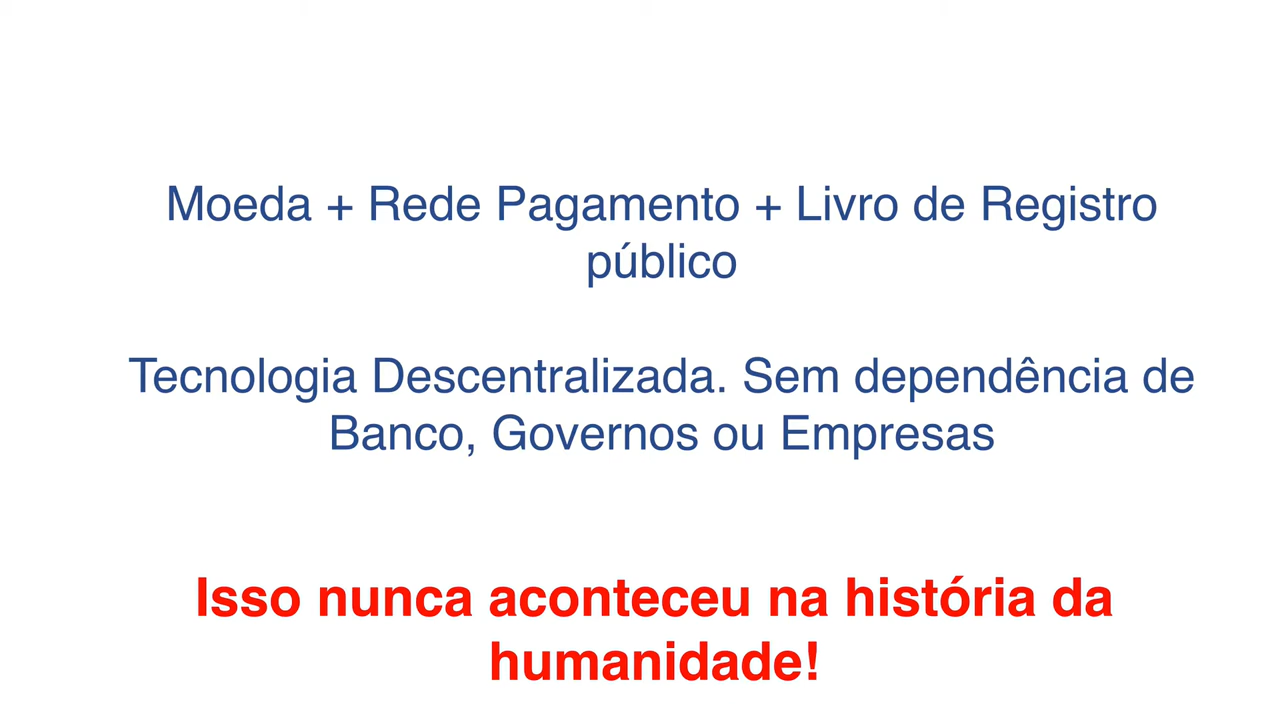 Moeda + Rede Pagamento + Livro de Registro
público
Tecnologia Descentralizada. Sem dependência de
Banco, Governos ou Empresas
Isso nunca aconteceu na história da
humanidade!